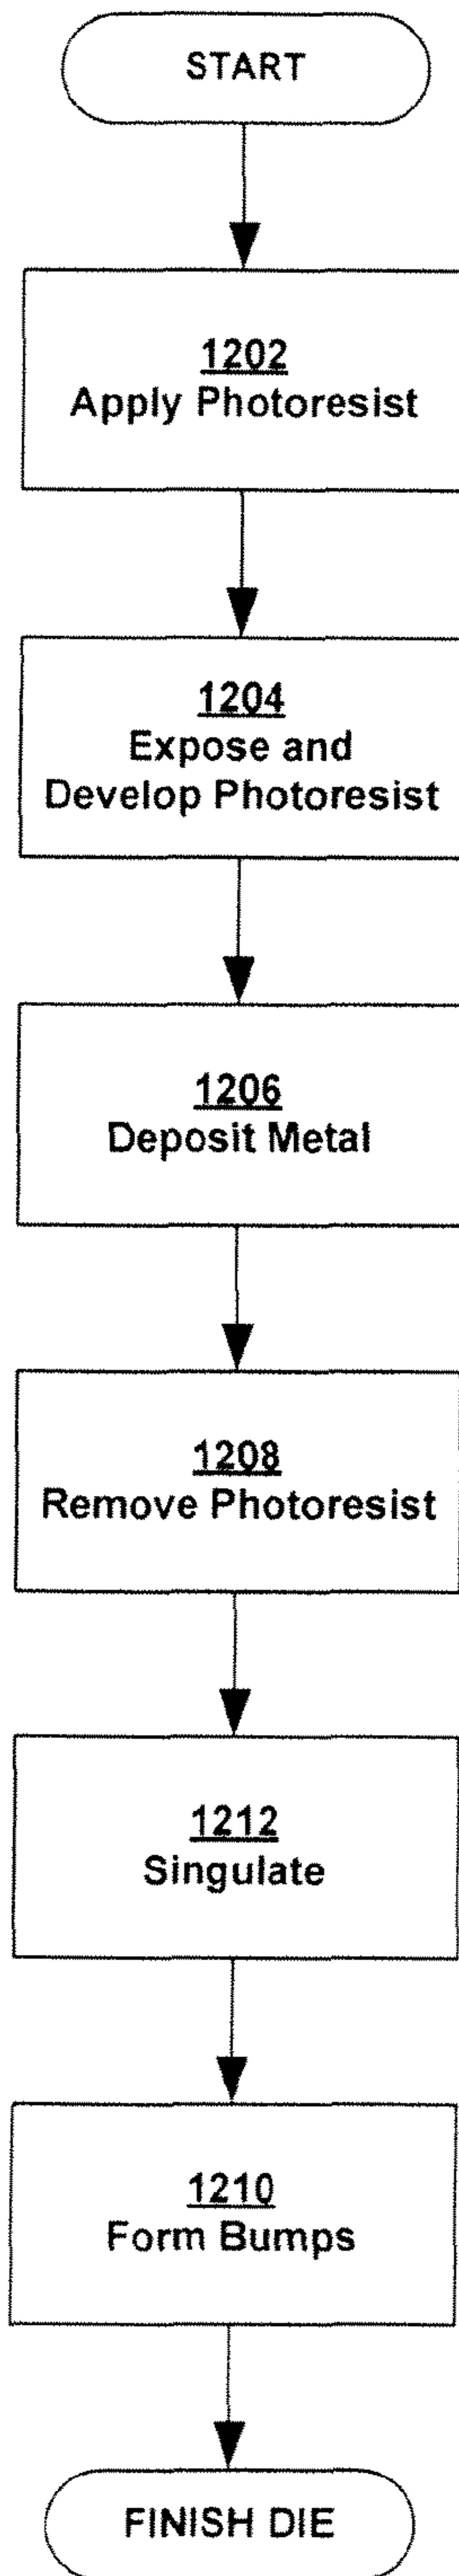 START
1202
Apply Photoresist
1204
Expose and
Develop Photoresist
1206
Deposit Metal
1208
Remove Photoresist
1212
Singulate
1210
Form Bumps
FINISH DIE